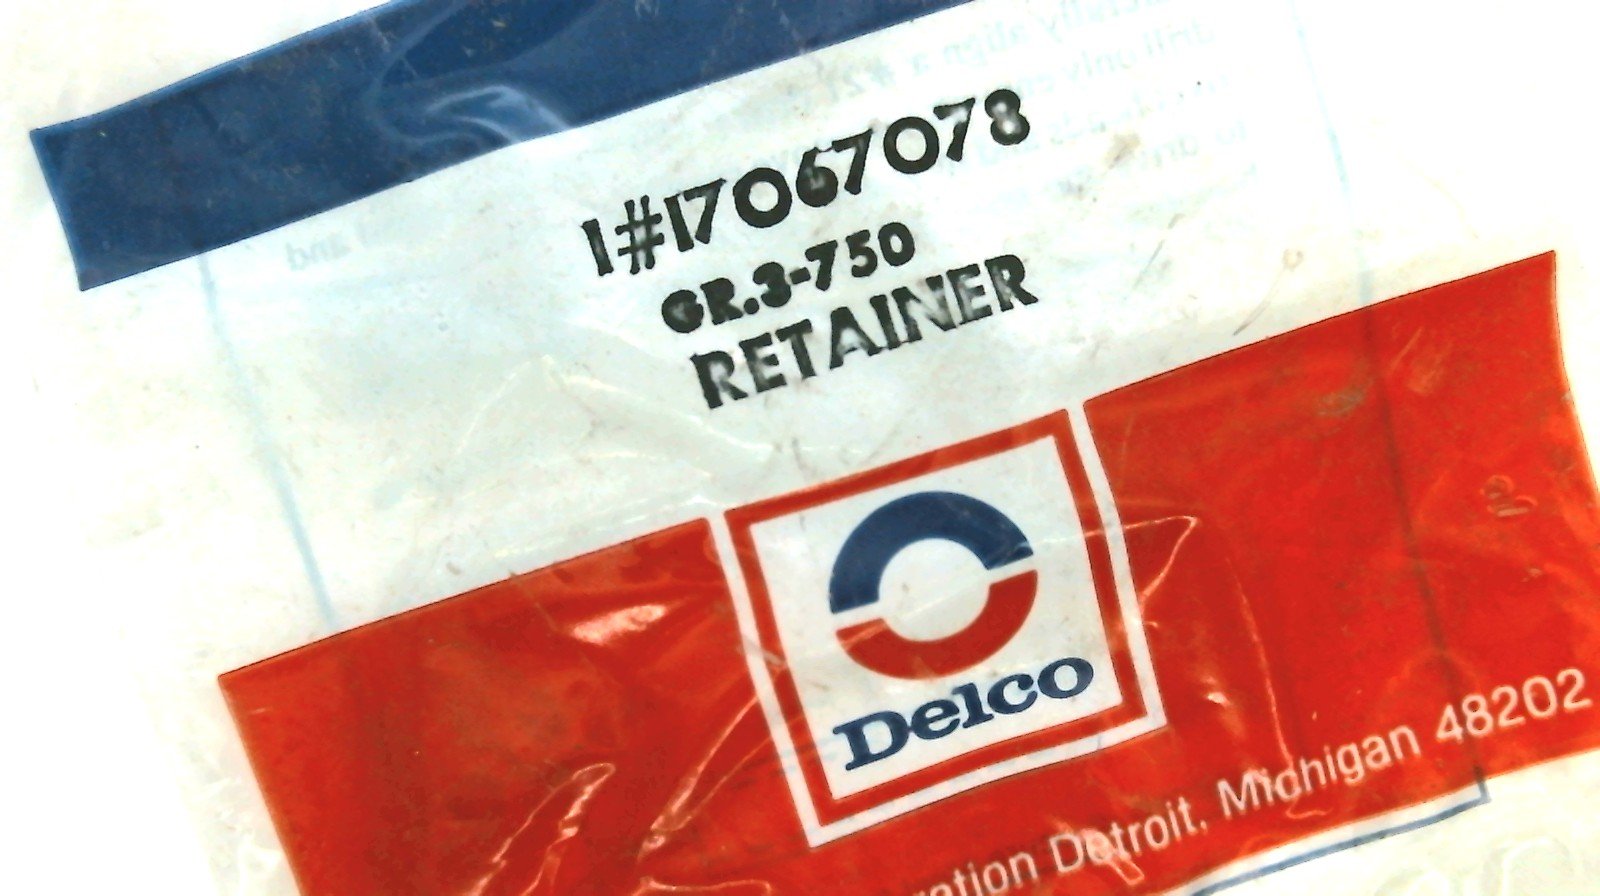 1#17067078
GR.3-750
RETAINER
Delco
Detroit, Michigan 48202